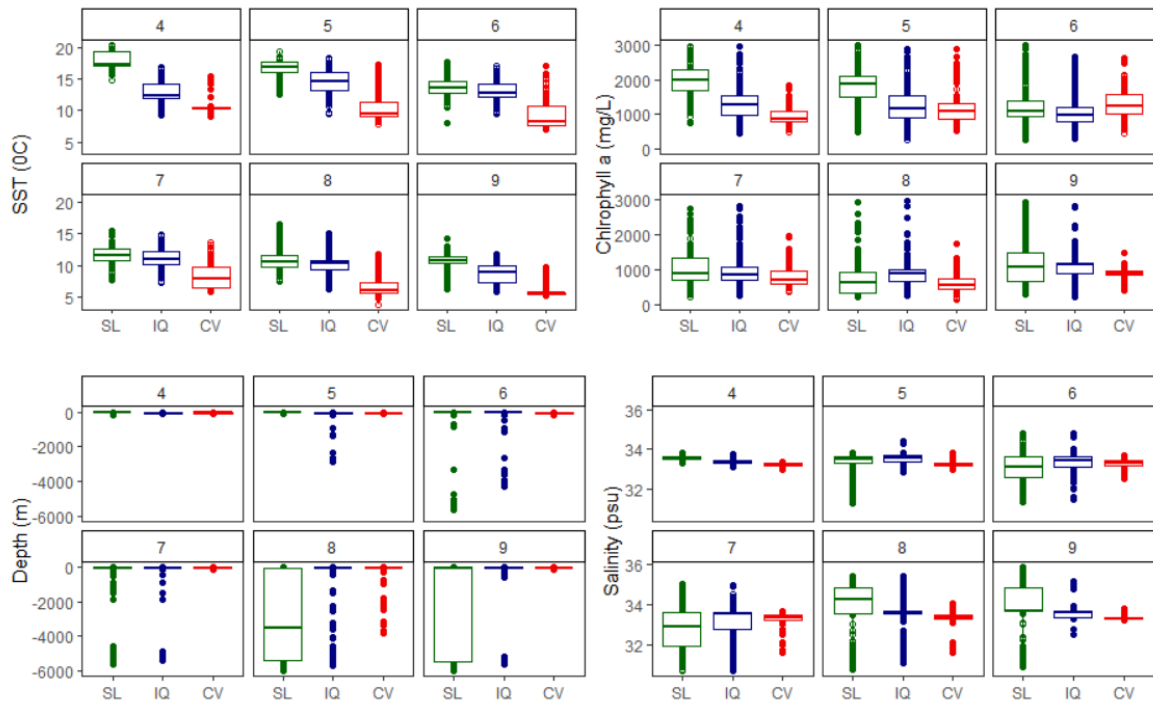 4 5 6
20
15
10
5
7 8 9
20
15
10
5
SL IQ CV SL IQ CV SL IQ CV
SST (0C)
4 5 6
3000
2000
1000
0
7 8 9
3000
2000
1000
0
SL IQ CV SL IQ CV SL IQ CV
Chlrophyll a (mg/L)
4 5 6
0
-2000
-4000
-6000
7 8 9
0
-2000
-4000
-6000
SL IQ CV SL IQ CV SL IQ CV
Depth (m)
4 5 6
36
34
32
7 8 9
36
34
32
SL IQ CV SL IQ CV SL IQ CV
Salinity (psu)